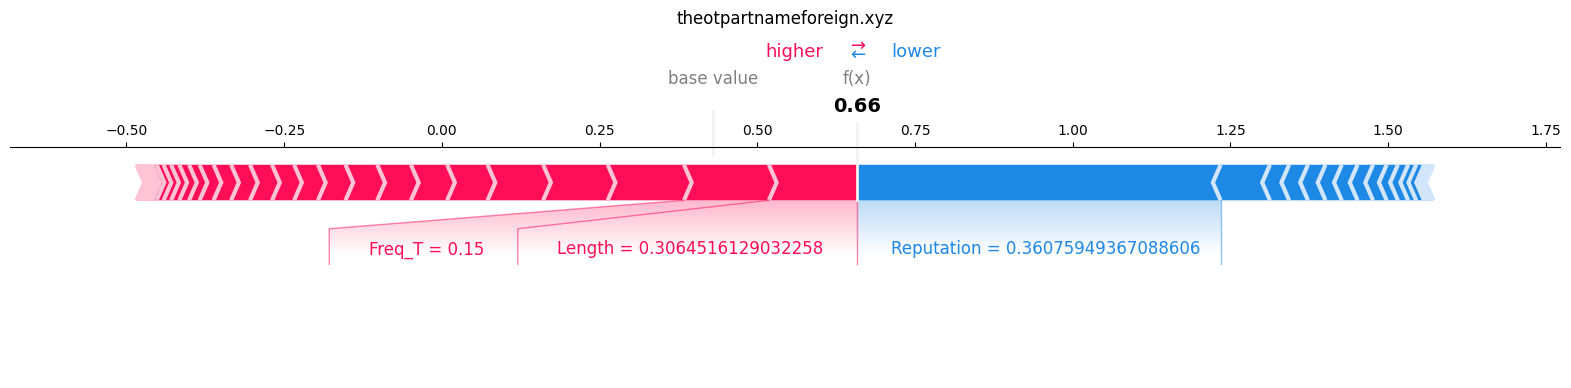 theotpartnameforeign.xyz
higher → ← lower
base value f(x)
0.66
−0.50 −0.25 0.00 0.25 0.50 0.75 1.00 1.25 1.50 1.75
Freq_T = 0.15 Length = 0.3064516129032258 Reputation = 0.36075949367088606